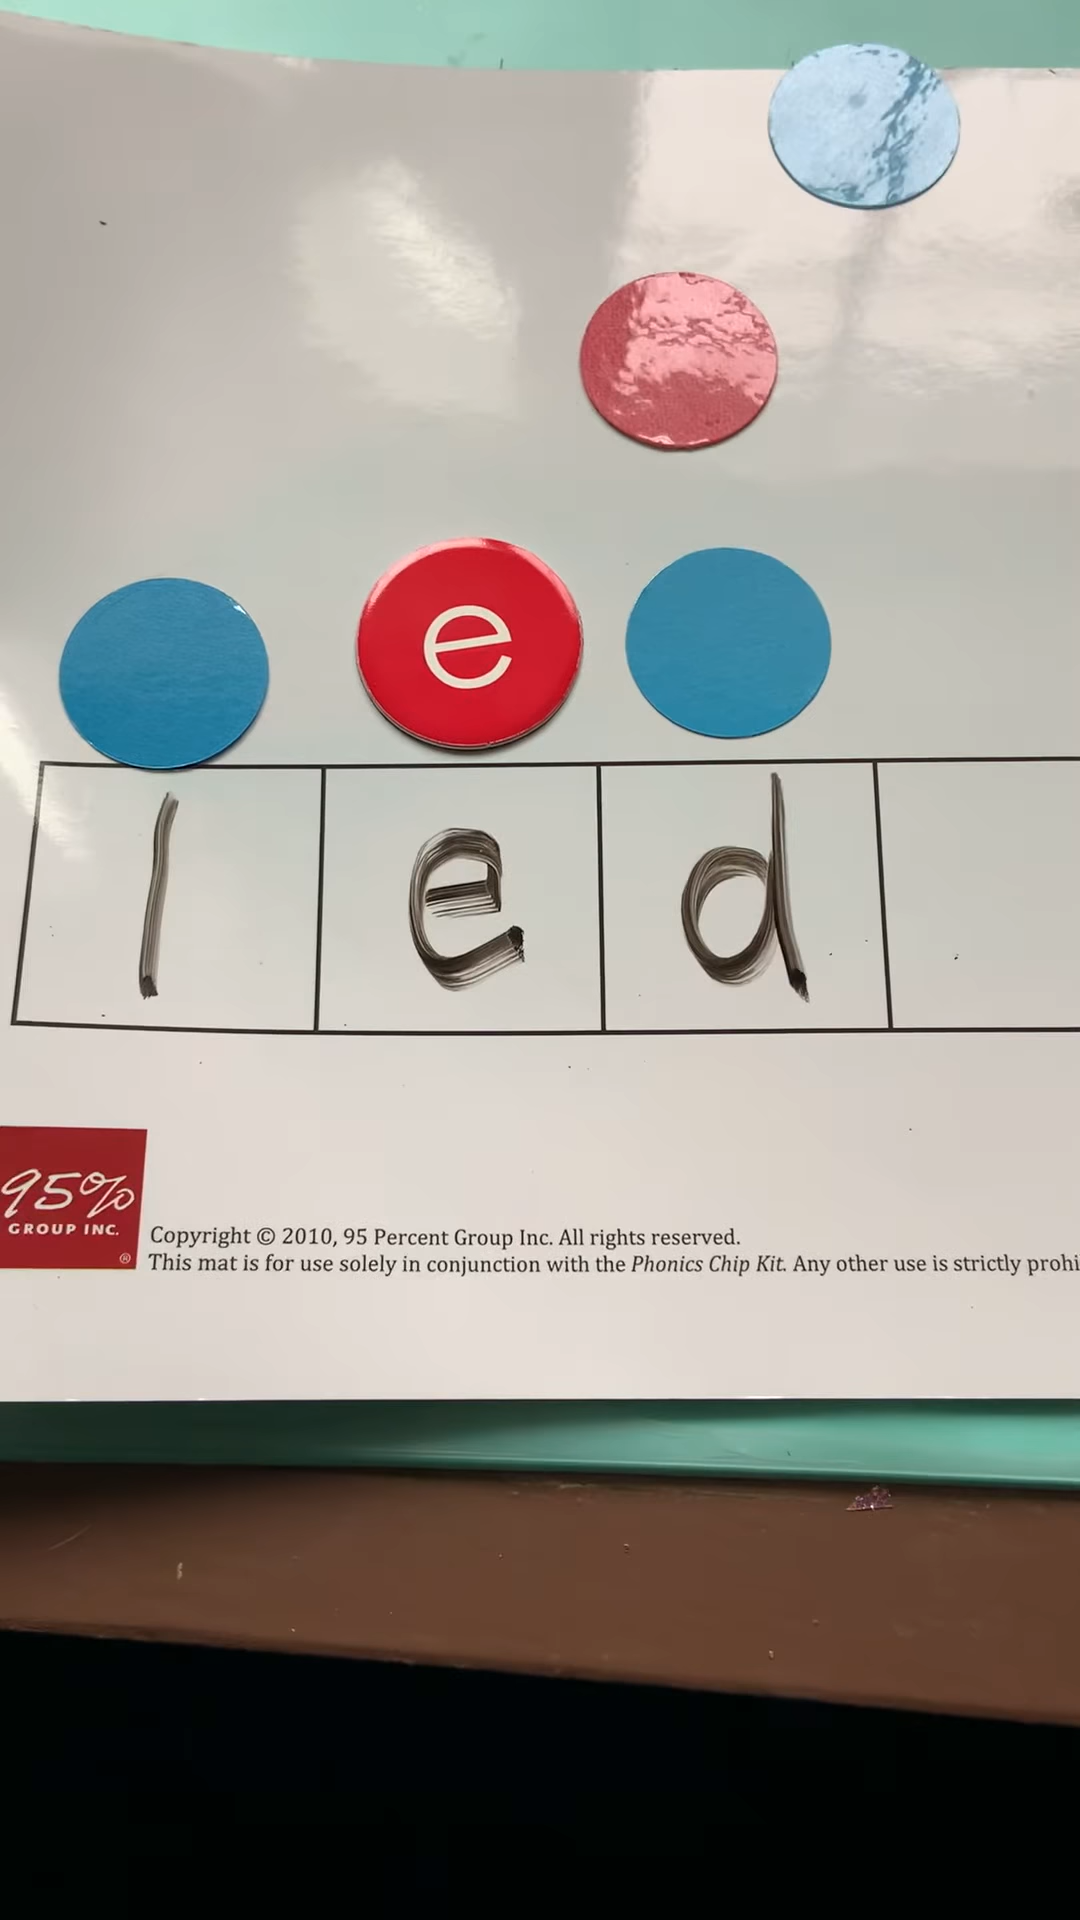 e
l e d
95%
GROUP INC.
®
Copyright © 2010, 95 Percent Group Inc. All rights reserved.
This mat is for use solely in conjunction with the Phonics Chip Kit. Any other use is strictly prohi